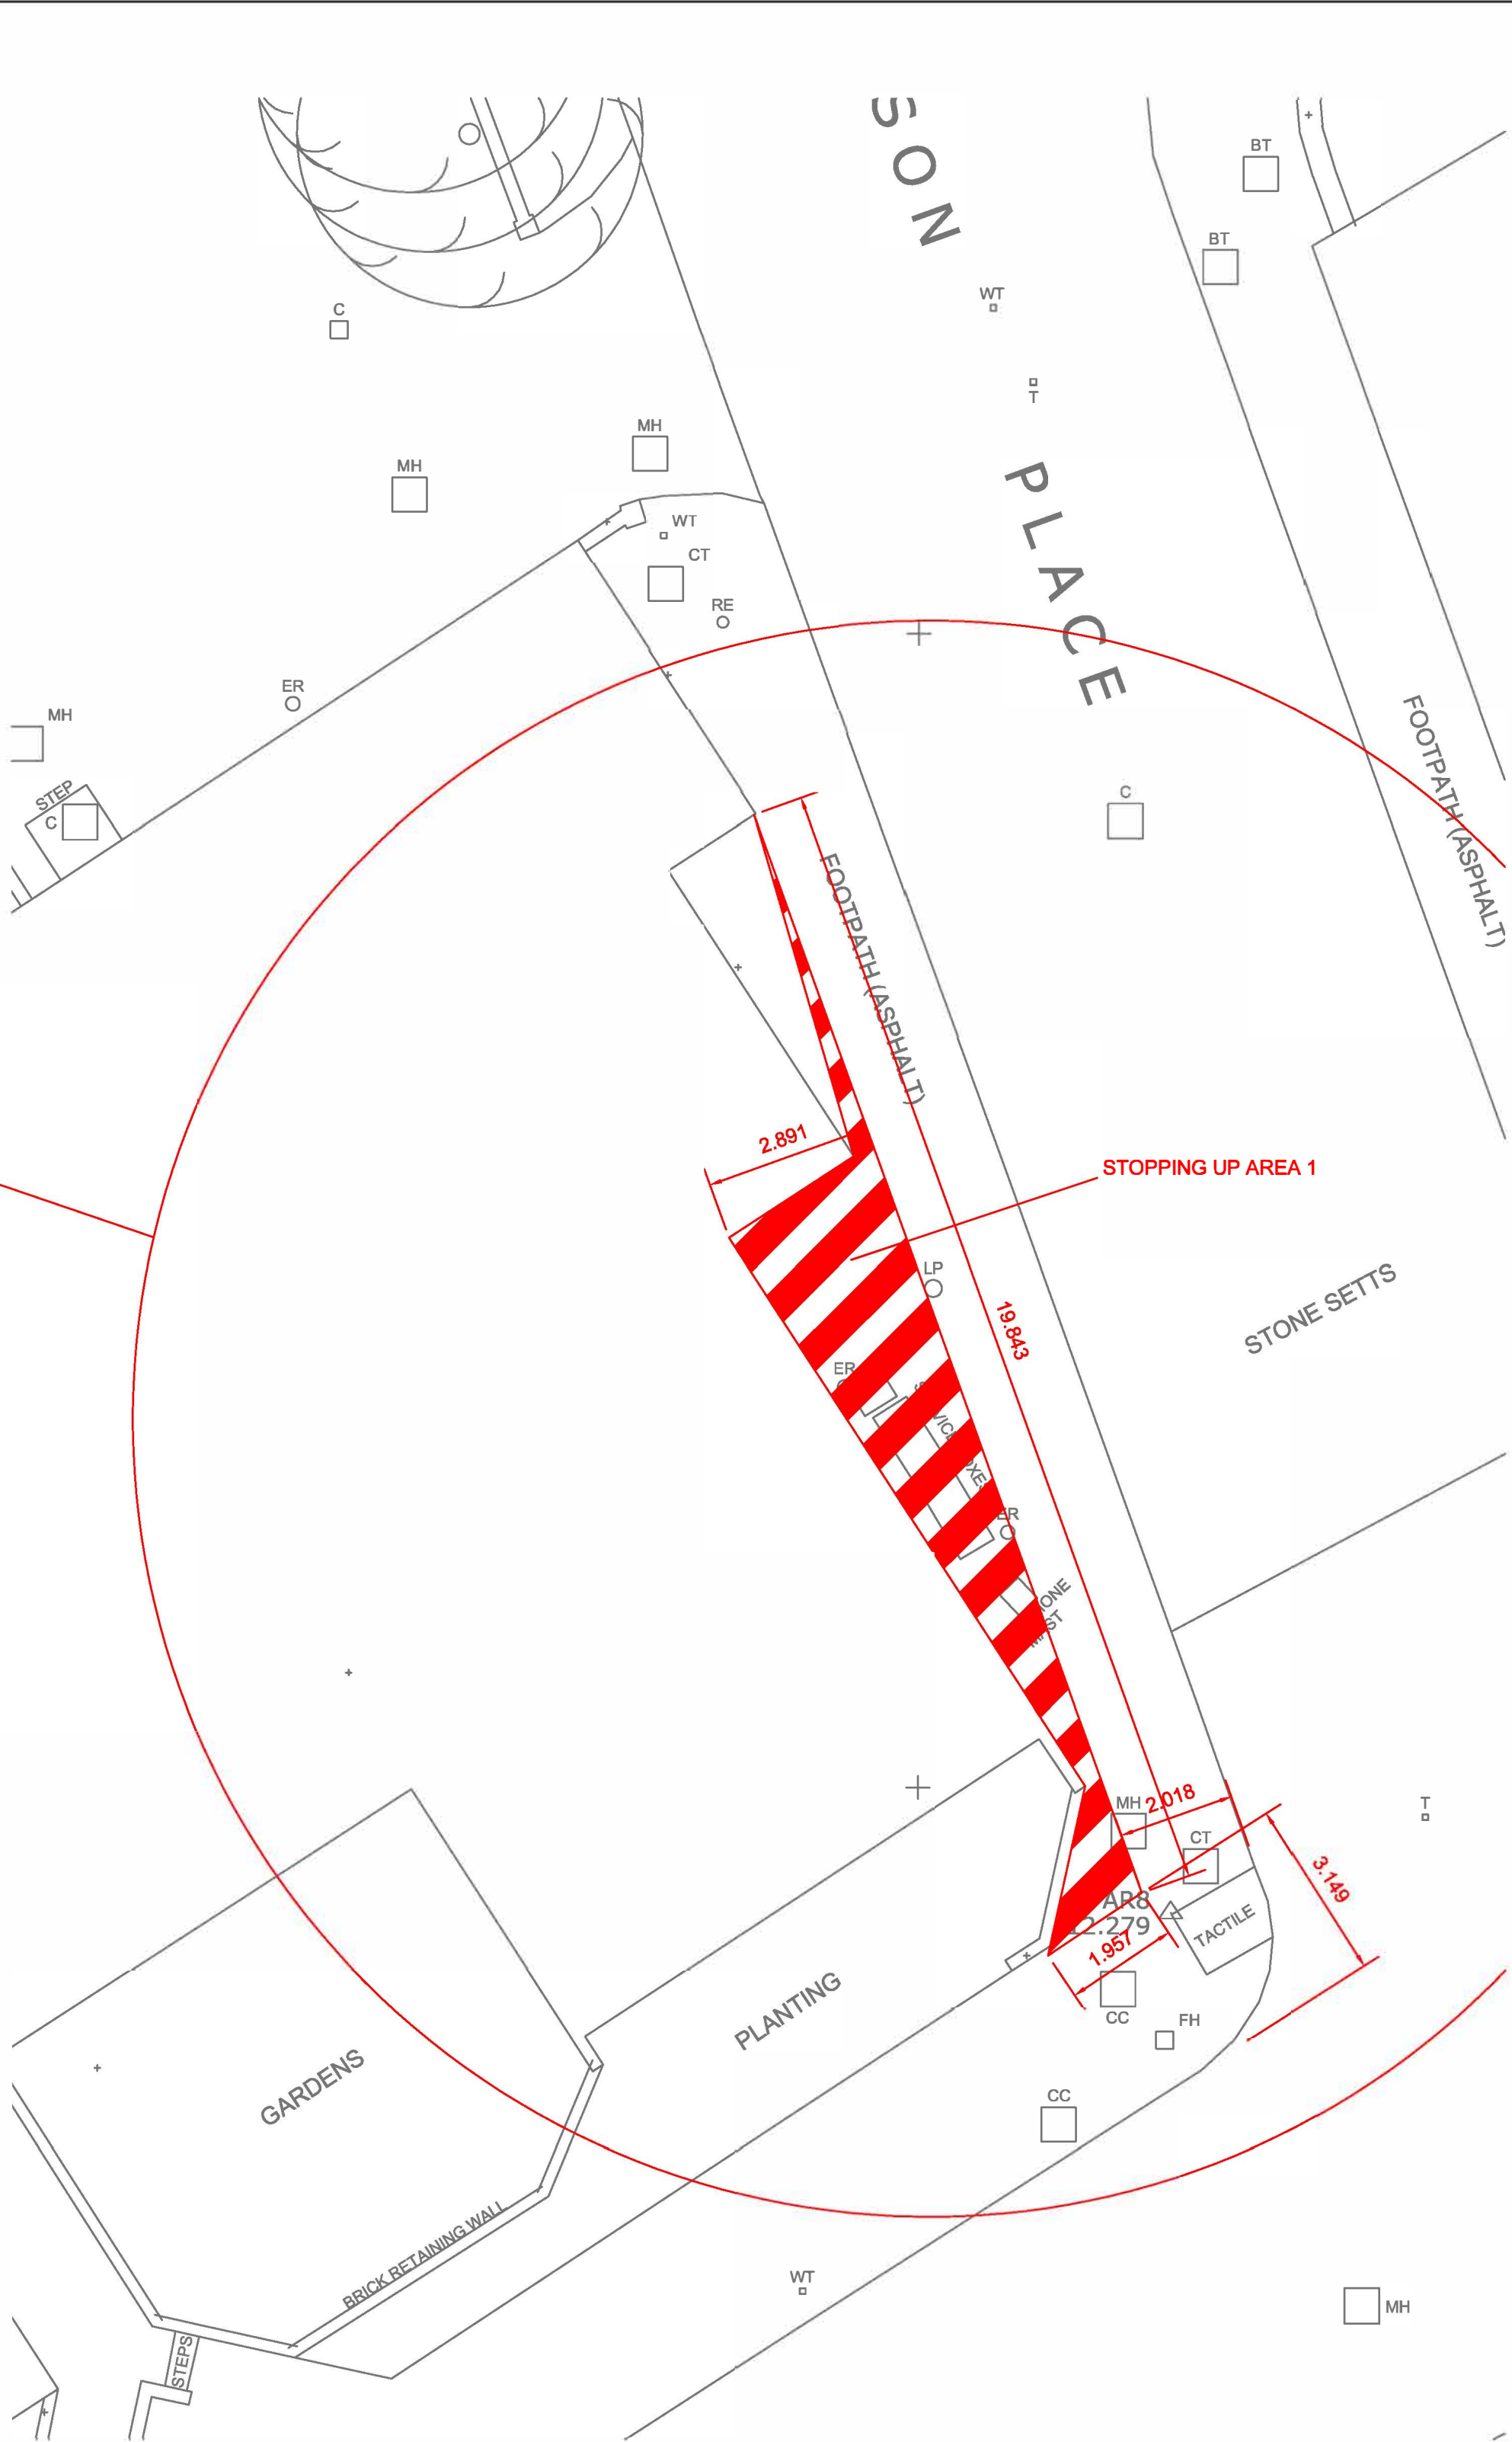 SON
BT
BT
WT
C
T
MH
MH
PLACE
WT
CT
RE
ER
MH
FOOTPATH (ASPHALT)
STEP
C
C
FOOTPATH (ASPHALT)
2.891
STOPPING UP AREA 1
LP
STONE SETTS
19.843
ER
ER
MH
2.018
T
CT
3.149
AR8
12.279
TACTILE
1.957
PLANTING
CC
FH
GARDENS
CC
BRICK RETAINING WALL
WT
MH
STEPS